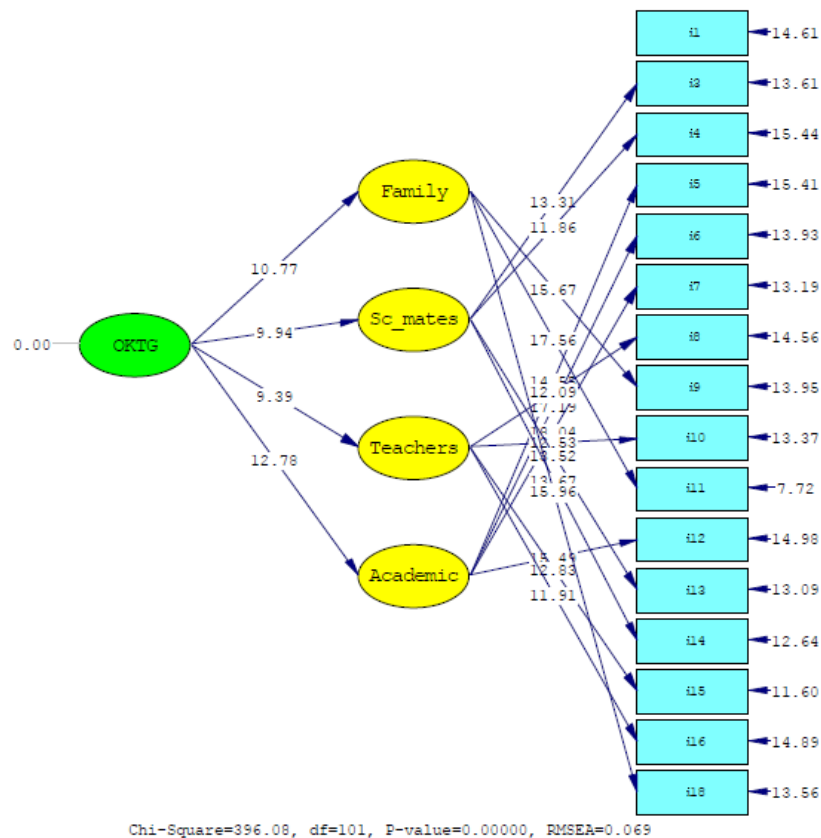 i1
14.61
i3
13.61
i4
15.44
i5
15.41
i6
13.93
i7
13.19
i8
14.56
i9
13.95
i10
13.37
i11
7.72
i12
14.98
i13
13.09
i14
12.64
i15
11.60
i16
14.89
i18
13.56
Family
Sc_mates
Teachers
Academic
0.00
OKTG
10.77
9.94
9.39
12.78
13.31
11.86
15.67
17.56
12.09
13.67
15.96
12.83
11.91
Chi-Square=396.08, df=101, P-value=0.00000, RMSEA=0.069